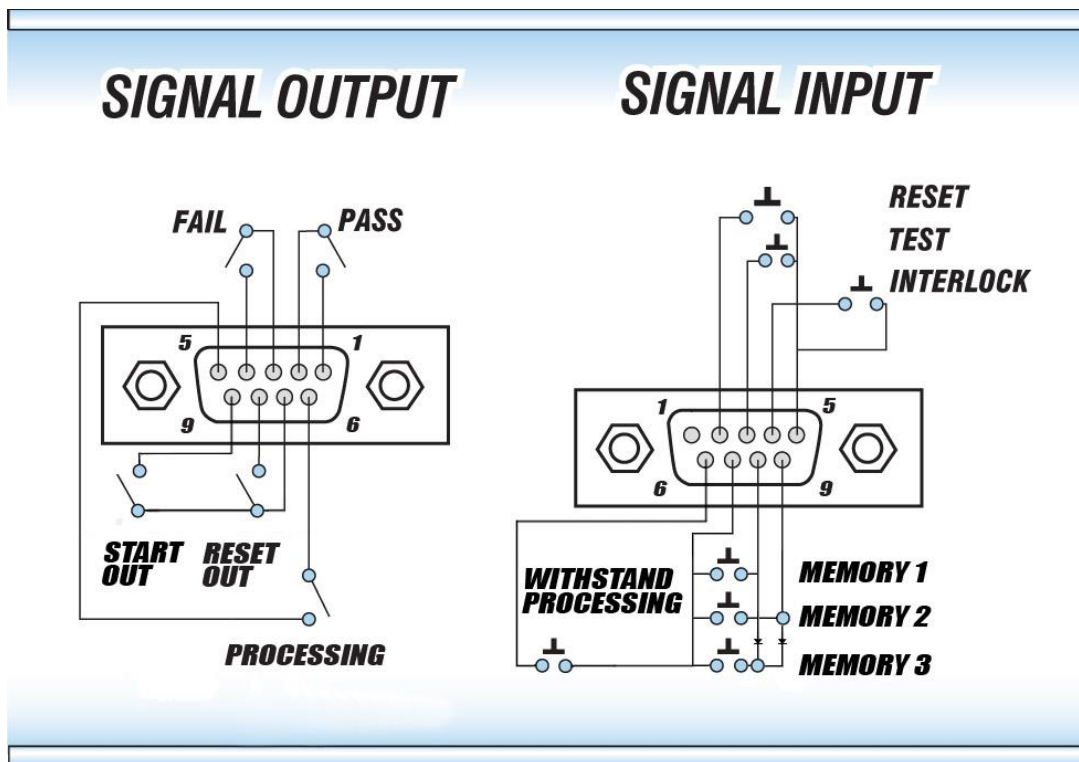 SIGNAL OUTPUT
SIGNAL INPUT
FAIL
PASS
5
1
9
6
START
OUT
RESET
OUT
PROCESSING
RESET
TEST
INTERLOCK
1
5
6
9
WITHSTAND
PROCESSING
MEMORY 1
MEMORY 2
MEMORY 3